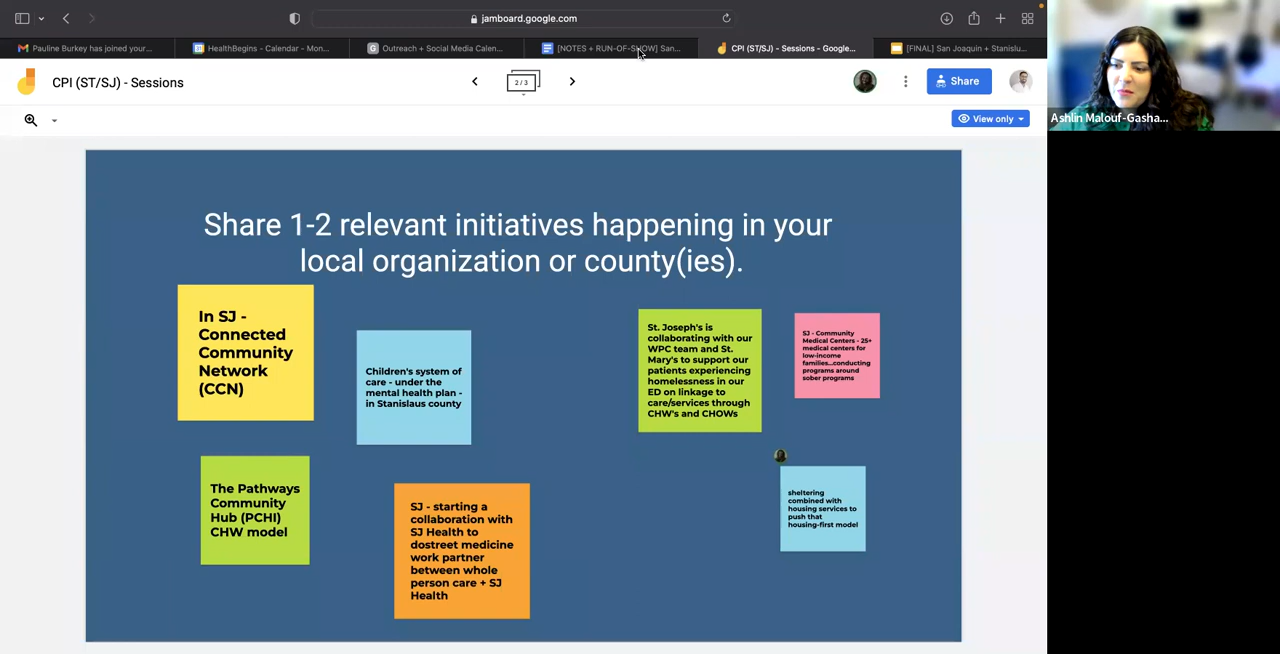 jamboard.google.com
Pauline Burkey has joined your...
HealthBegins - Calendar - Mon...
Outreach + Social Media Calen...
[NOTES + RUN-OF-SHOW] San...
CPI (ST/SJ) - Sessions - Google...
[FINAL] San Joaquin + Stanislu...
CPI (ST/SJ) - Sessions
2 / 3
Share
View only
Ashlin Malouf-Gasha...
Share 1-2 relevant initiatives happening in your
local organization or county(ies).
In SJ -
Connected
Community
Network
(CCN)
Children's system of
care - under the
mental health plan -
in Stanislaus county
St. Joseph's is
collaborating with our
WPC team and St.
Mary's to support our
patients experiencing
homelessness in our
ED on linkage to
care/services through
CHW's and CHOWs
SJ - Community
Medical Centers - 25+
medical centers for
low-income
families...conducting
programs around
sober programs
The Pathways
Community
Hub (PCHI)
CHW model
SJ - starting a
collaboration with
SJ Health to
dostreet medicine
work partner
between whole
person care + SJ
Health
sheltering
combined with
housing services to
push that
housing-first model